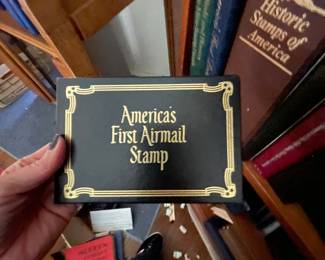 America's
First Airmail
Stamp
Historic
Stamps of
America